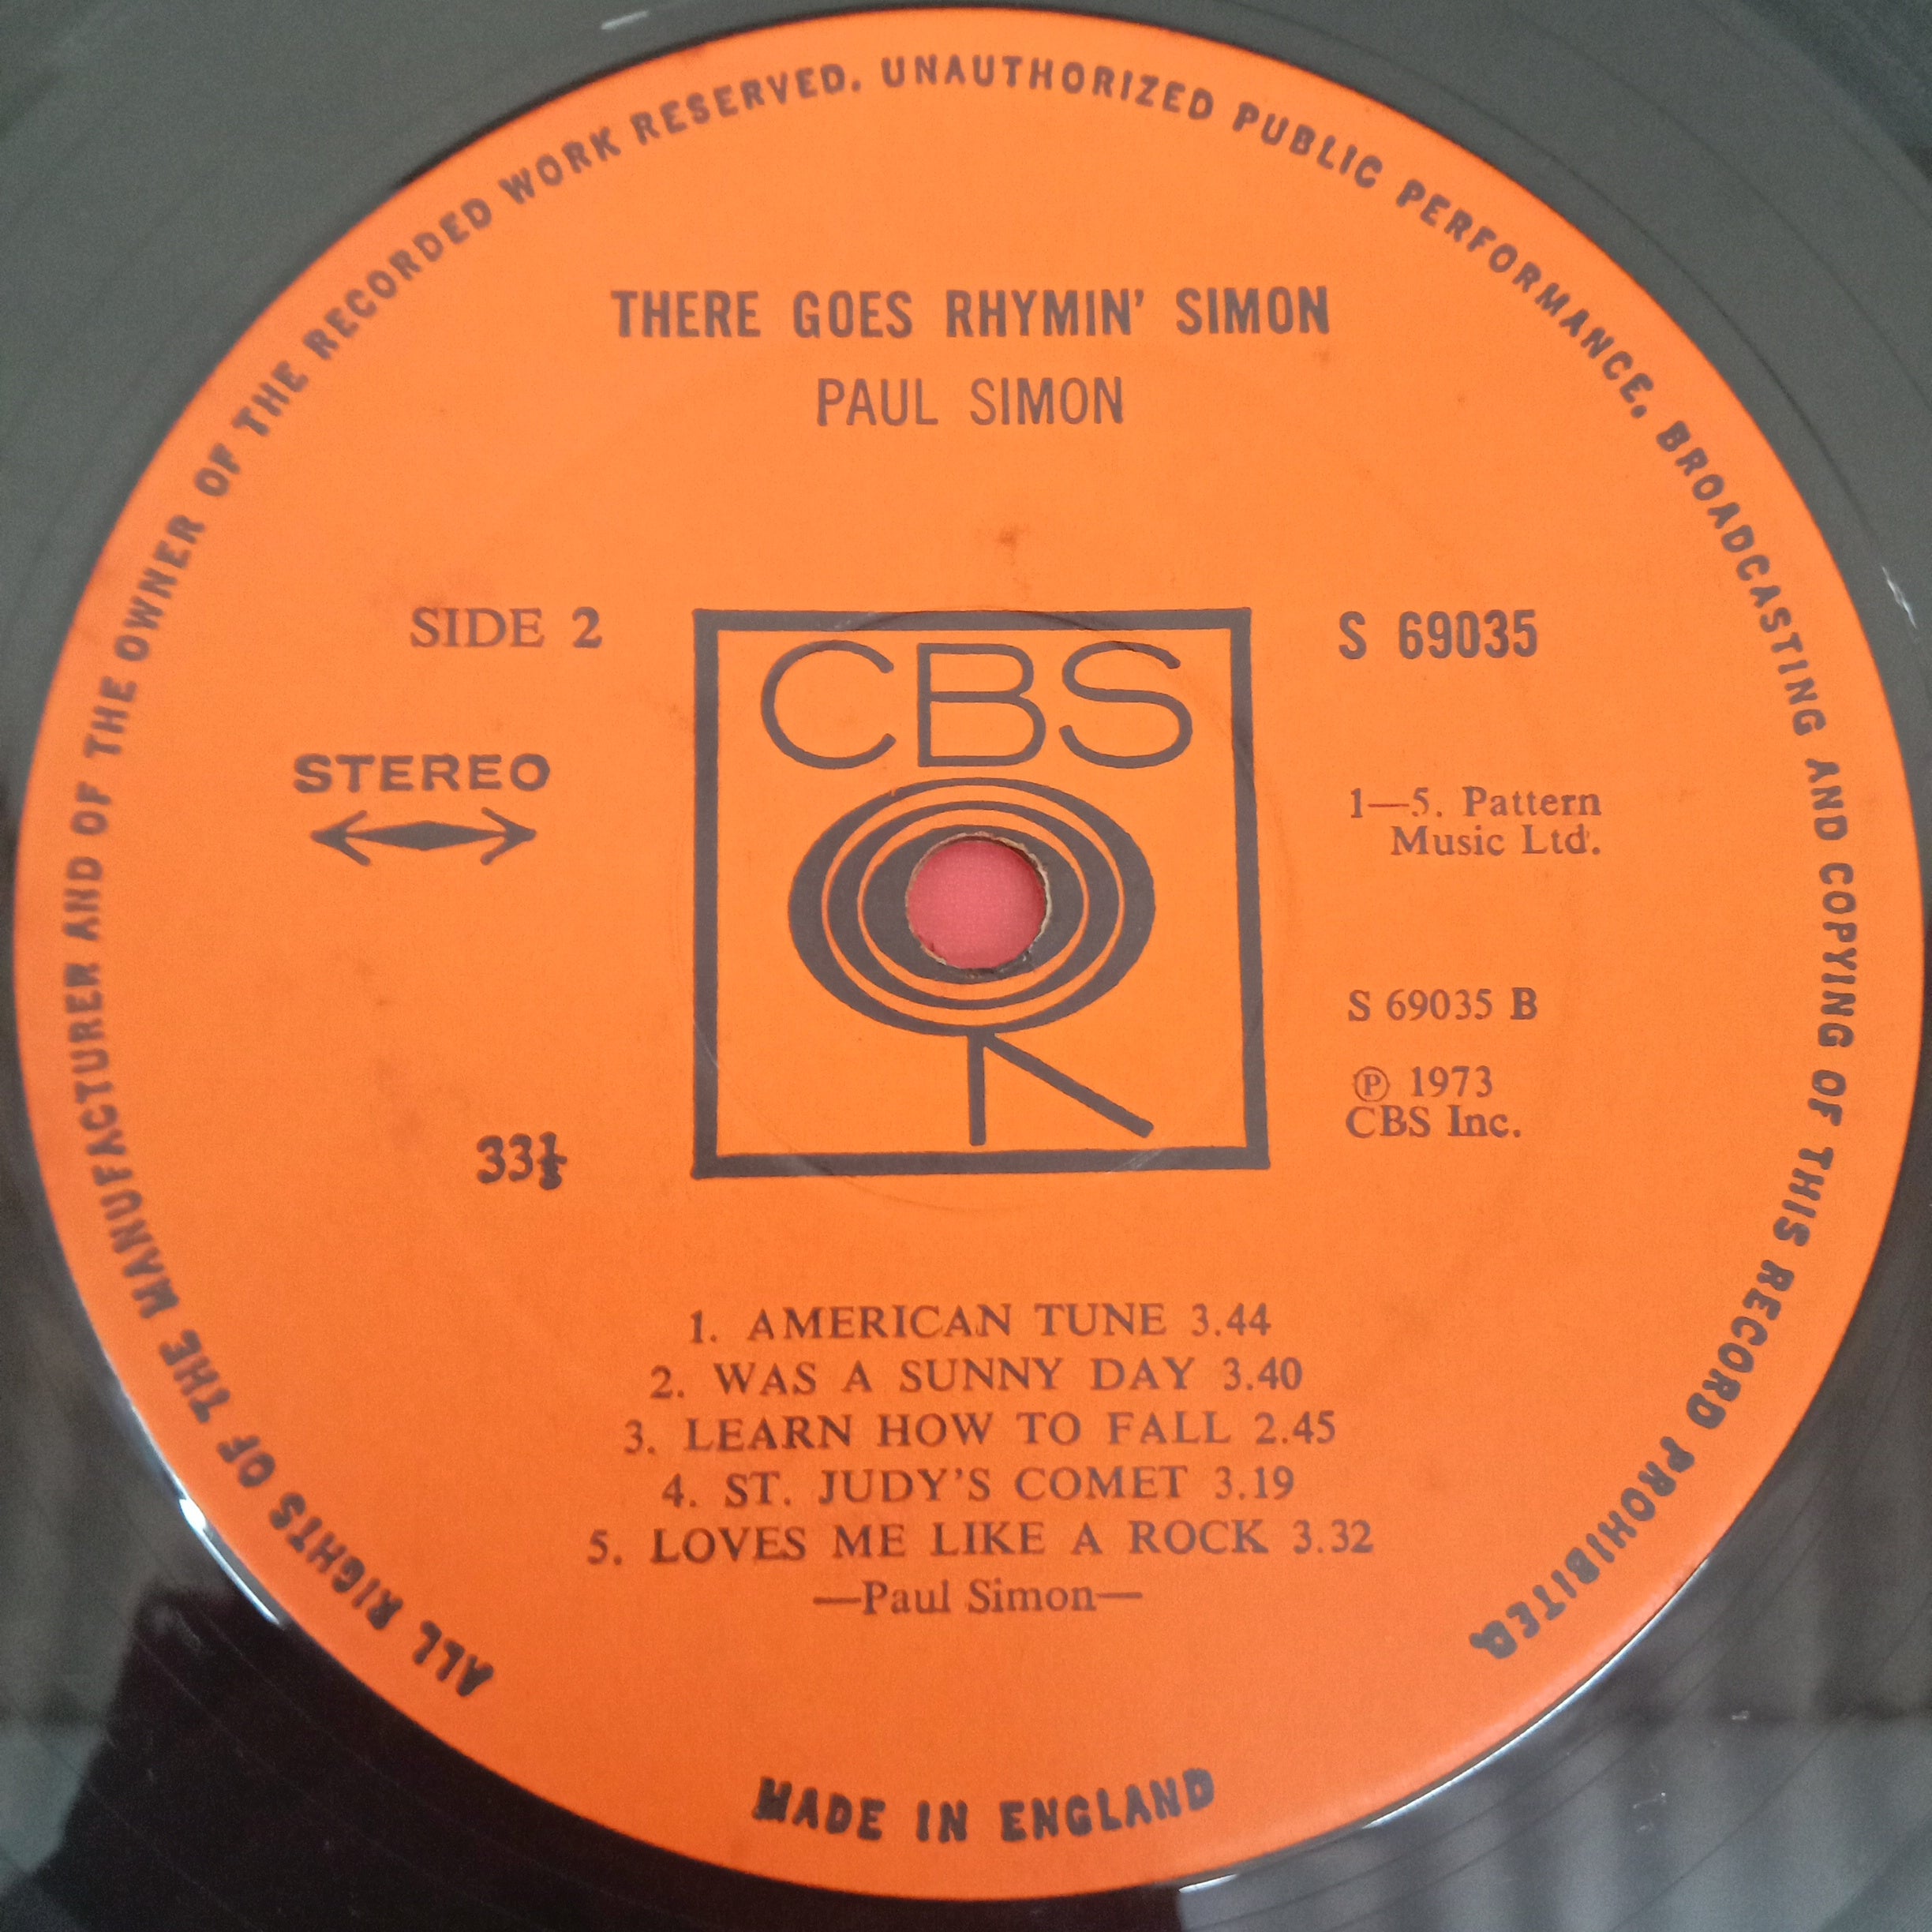 ALL RIGHTS OF THE MANUFACTURER AND OF THE OWNER OF THE RECORDED WORK RESERVED. UNAUTHORIZED PUBLIC PERFORMANCE, BROADCASTING AND COPYING OF THIS RECORD PROHIBITED
THERE GOES RHYMIN' SIMON
PAUL SIMON
SIDE 2
S 69035
CBS
STEREO
1—5. Pattern
Music Ltd.
S 69035 B
℗ 1973
CBS Inc.
33⅓
1. AMERICAN TUNE 3.44
2. WAS A SUNNY DAY 3.40
3. LEARN HOW TO FALL 2.45
4. ST. JUDY'S COMET 3.19
5. LOVES ME LIKE A ROCK 3.32
—Paul Simon—
MADE IN ENGLAND